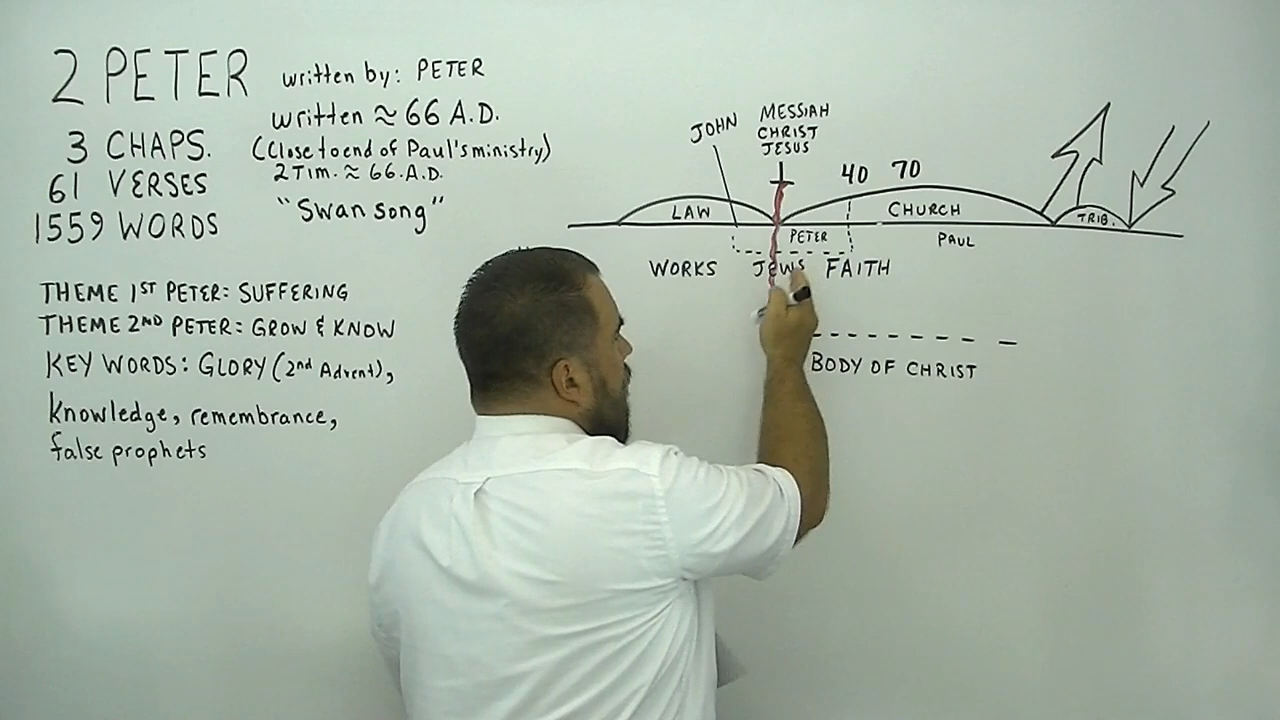 2 PETER
written by: PETER
written ≈ 66 A.D.
3 CHAPS.
(Close to end of Paul's ministry)
61 VERSES
2 Tim. ≈ 66.A.D.
1559 WORDS
"Swan song"
THEME 1ST PETER: SUFFERING
THEME 2ND PETER: GROW & KNOW
KEY WORDS: GLORY (2nd Advent),
knowledge, remembrance,
false prophets
JOHN
MESSIAH
CHRIST
JESUS
40 70
LAW
CHURCH
TRIB.
PETER
PAUL
WORKS JEWS FAITH
BODY OF CHRIST